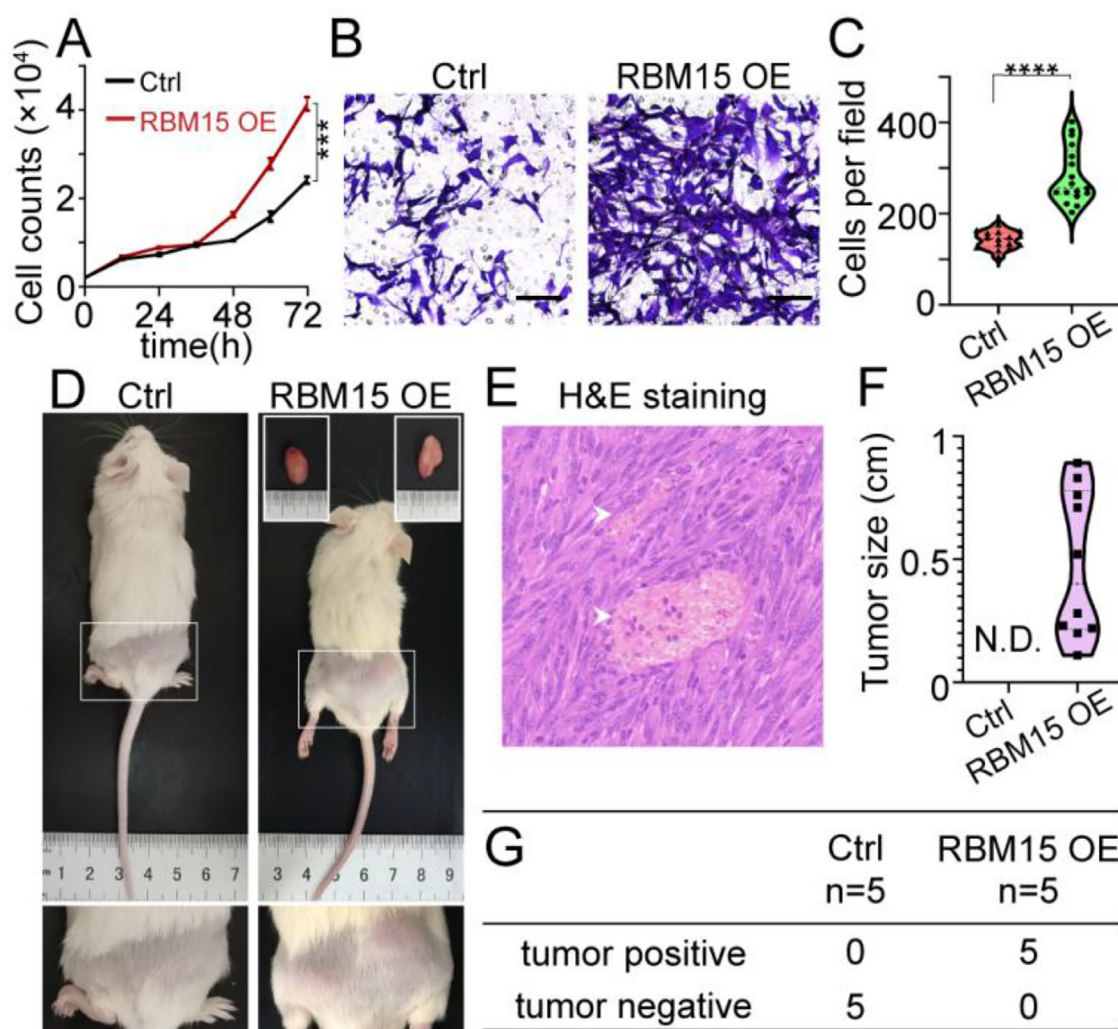 A
Cell counts (×10⁴)
4
2
0
0 24 48 72
time(h)
Ctrl
RBM15 OE
***
B
Ctrl RBM15 OE
C
****
Cells per field
400
200
0
Ctrl
RBM15 OE
D
Ctrl RBM15 OE
1 2 3 4 5 6 7
3 4 5 6 7 8 9
E
H&E staining
F
Tumor size (cm)
1
0.5
0
N.D.
Ctrl
RBM15 OE
G
Ctrl RBM15 OE
n=5 n=5
tumor positive 0 5
tumor negative 5 0